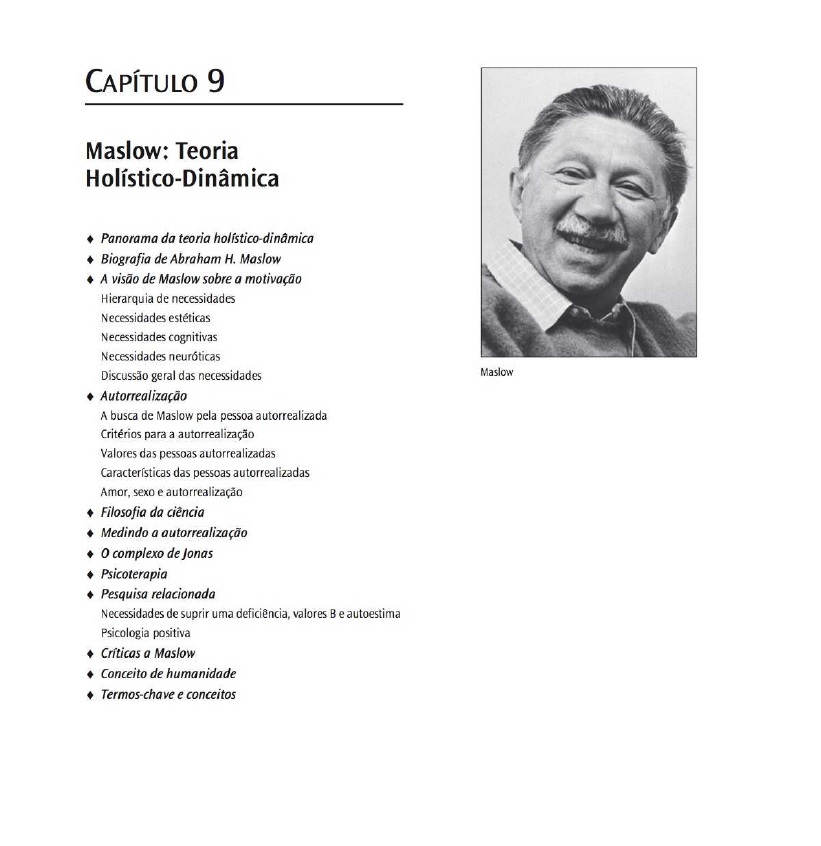 CAPÍTULO 9
Maslow: Teoria
Holístico-Dinâmica
♦ Panorama da teoria holístico-dinâmica
♦ Biografia de Abraham H. Maslow
♦ A visão de Maslow sobre a motivação
Hierarquia de necessidades
Necessidades estéticas
Necessidades cognitivas
Necessidades neuróticas
Discussão geral das necessidades
♦ Autorrealização
A busca de Maslow pela pessoa autorrealizada
Critérios para a autorrealização
Valores das pessoas autorrealizadas
Características das pessoas autorrealizadas
Amor, sexo e autorrealização
♦ Filosofia da ciência
♦ Medindo a autorrealização
♦ O complexo de Jonas
♦ Psicoterapia
♦ Pesquisa relacionada
Necessidades de suprir uma deficiência, valores B e autoestima
Psicologia positiva
♦ Críticas a Maslow
♦ Conceito de humanidade
♦ Termos-chave e conceitos
Maslow